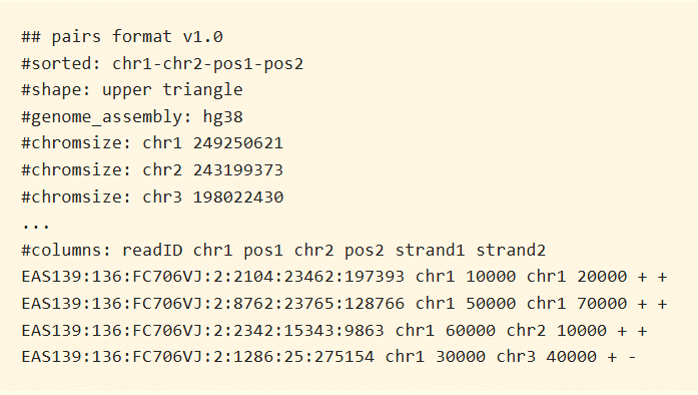 ## pairs format v1.0
#sorted: chr1-chr2-pos1-pos2
#shape: upper triangle
#genome_assembly: hg38
#chromsize: chr1 249250621
#chromsize: chr2 243199373
#chromsize: chr3 198022430
...
#columns: readID chr1 pos1 chr2 pos2 strand1 strand2
EAS139:136:FC706VJ:2:2104:23462:197393 chr1 10000 chr1 20000 + +
EAS139:136:FC706VJ:2:8762:23765:128766 chr1 50000 chr1 70000 + +
EAS139:136:FC706VJ:2:2342:15343:9863 chr1 60000 chr2 10000 + +
EAS139:136:FC706VJ:2:1286:25:275154 chr1 30000 chr3 40000 + -